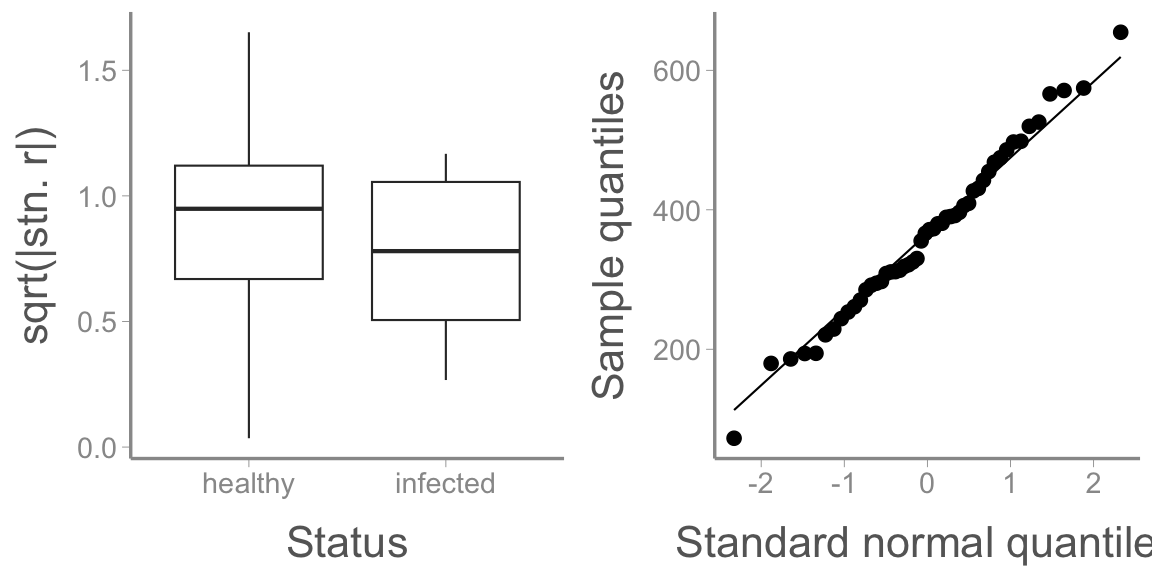 sqrt(|stn. r|)
1.5
1.0
0.5
0.0
healthy infected
Status
Sample quantiles
600
400
200
-2 -1 0 1 2
Standard normal quantile